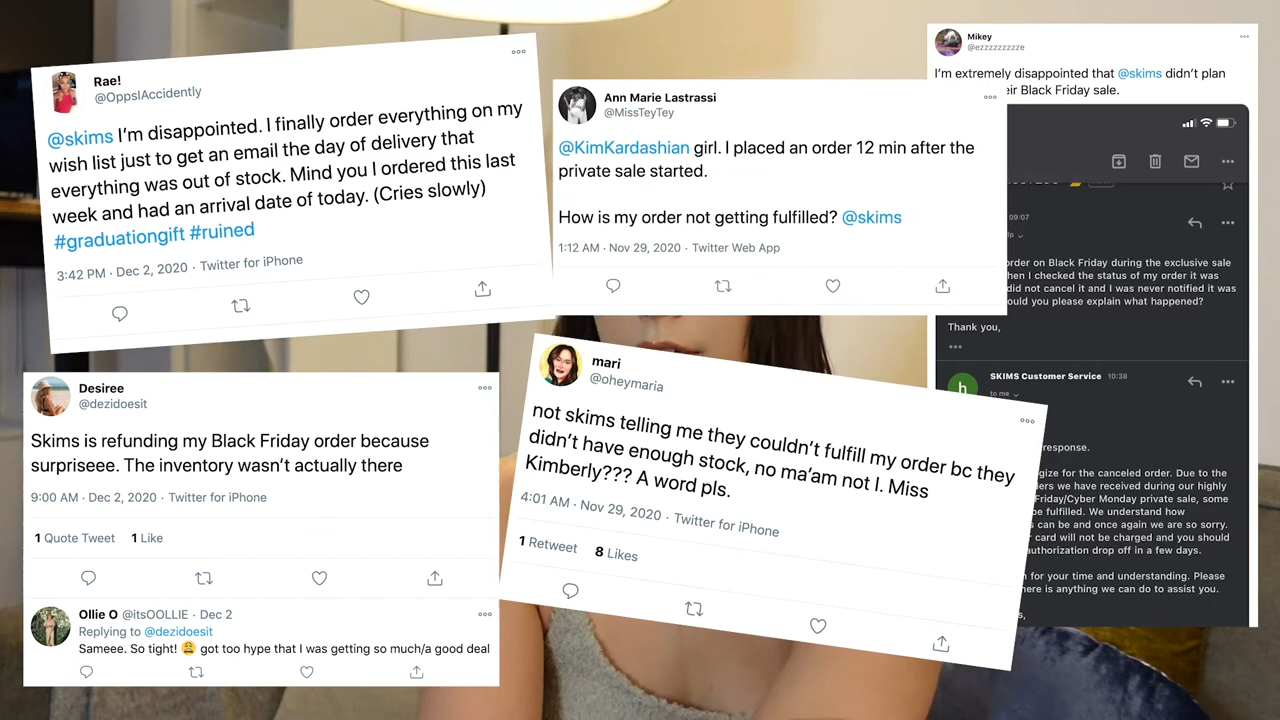 Rae!
@OppsIAccidently
@skims I'm disappointed. I finally order everything on my
wish list just to get an email the day of delivery that
everything was out of stock. Mind you I ordered this last
week and had an arrival date of today. (Cries slowly)
#graduationgift #ruined
3:42 PM · Dec 2, 2020 · Twitter for iPhone
Ann Marie Lastrassi
@MissTeyTey
@KimKardashian girl. I placed an order 12 min after the
private sale started.
How is my order not getting fulfilled? @skims
1:12 AM · Nov 29, 2020 · Twitter Web App
Mikey
@ezzzzzzzzze
I'm extremely disappointed that @skims didn't plan
eir Black Friday sale.
09:07
order on Black Friday during the exclusive sale
hen I checked the status of my order it was
did not cancel it and I was never notified it was
ould you please explain what happened?
Thank you,
h
SKIMS Customer Service 10:38
to me
response.
gize for the canceled order. Due to the
ders we have received during our highly
Friday/Cyber Monday private sale, some
be fulfilled. We understand how
s can be and once again we are so sorry.
r card will not be charged and you should
authorization drop off in a few days.
for your time and understanding. Please
here is anything we can do to assist you.
s,
Desiree
@dezidoesit
Skims is refunding my Black Friday order because
surpriseee. The inventory wasn't actually there
9:00 AM · Dec 2, 2020 · Twitter for iPhone
1 Quote Tweet 1 Like
Ollie O @itsOOLLIE · Dec 2
Replying to @dezidoesit
Sameee. So tight! 😩 got too hype that I was getting so much/a good deal
mari
@oheymaria
not skims telling me they couldn't fulfill my order bc they
didn't have enough stock, no ma'am not I. Miss
Kimberly??? A word pls.
4:01 AM · Nov 29, 2020 · Twitter for iPhone
1 Retweet 8 Likes